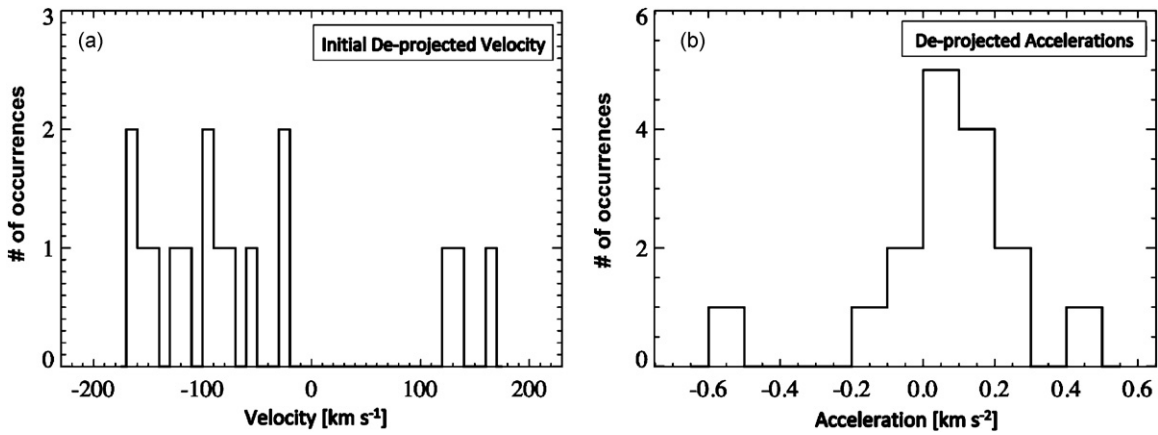 (a)
Initial De-projected Velocity
# of occurrences
3
2
1
0
-200 -100 0 100 200
Velocity [km s-1]
(b)
De-projected Accelerations
# of occurrences
6
4
2
0
-0.6 -0.4 -0.2 0.0 0.2 0.4 0.6
Acceleration [km s-2]